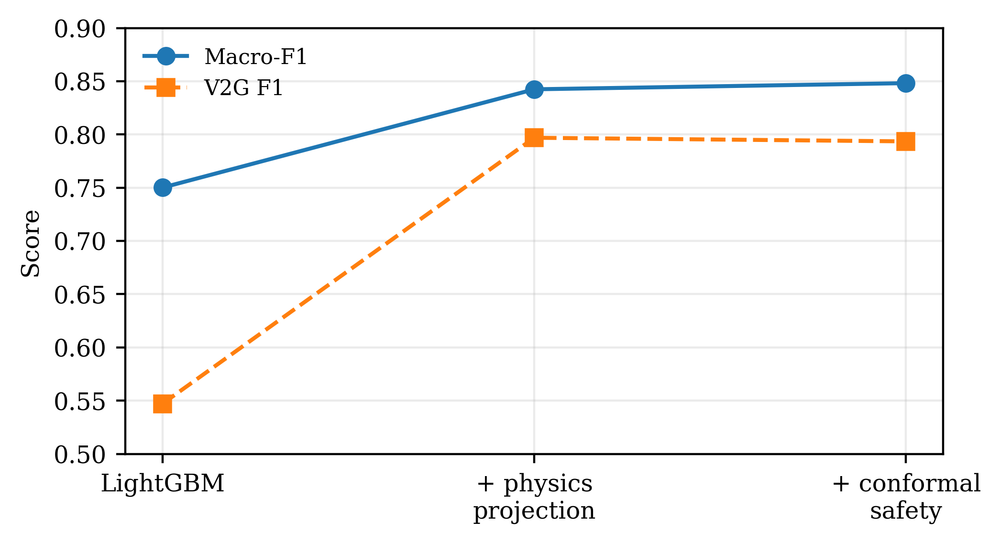 0.90
0.85
0.80
0.75
0.70
0.65
0.60
0.55
0.50
Score
Macro-F1
V2G F1
LightGBM
+ physics
projection
+ conformal
safety